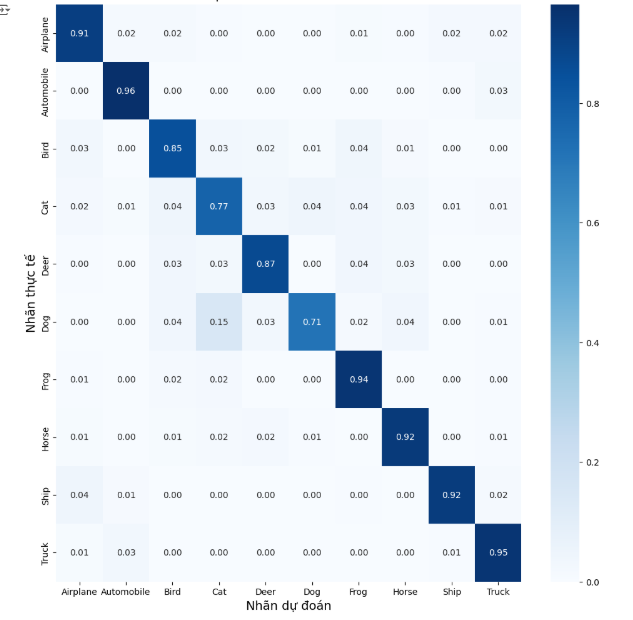 Airplane 0.91 0.02 0.02 0.00 0.00 0.00 0.01 0.00 0.02 0.02
Automobile 0.00 0.96 0.00 0.00 0.00 0.00 0.00 0.00 0.00 0.03
Bird 0.03 0.00 0.85 0.03 0.02 0.01 0.04 0.01 0.00 0.00
Cat 0.02 0.01 0.04 0.77 0.03 0.04 0.04 0.03 0.01 0.01
Deer 0.00 0.00 0.03 0.03 0.87 0.00 0.04 0.03 0.00 0.00
Dog 0.00 0.00 0.04 0.15 0.03 0.71 0.02 0.04 0.00 0.01
Frog 0.01 0.00 0.02 0.02 0.00 0.00 0.94 0.00 0.00 0.00
Horse 0.01 0.00 0.01 0.02 0.02 0.01 0.00 0.92 0.00 0.01
Ship 0.04 0.01 0.00 0.00 0.00 0.00 0.00 0.00 0.92 0.02
Truck 0.01 0.03 0.00 0.00 0.00 0.00 0.00 0.00 0.01 0.95
Airplane Automobile Bird Cat Deer Dog Frog Horse Ship Truck
Nhãn dự đoán
Nhãn thực tế
0.8
0.6
0.4
0.2
0.0